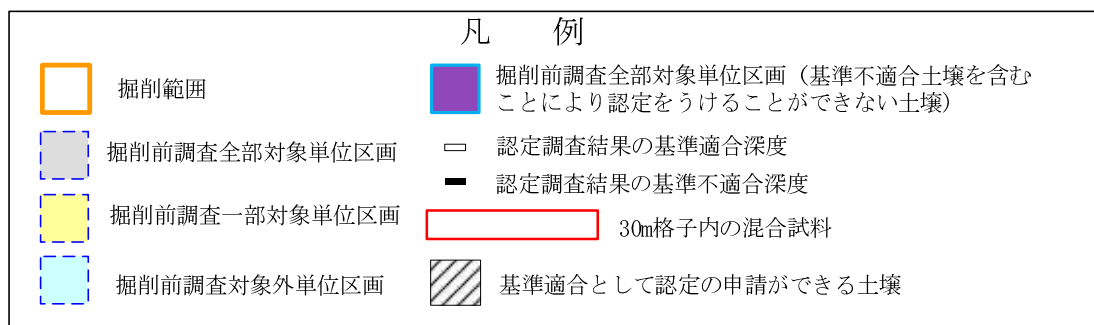 凡 例
掘削範囲
掘削前調査全部対象単位区画
掘削前調査一部対象単位区画
掘削前調査対象外単位区画
掘削前調査全部対象単位区画（基準不適合土壌を含む
ことにより認定をうけることができない土壌）
認定調査結果の基準適合深度
認定調査結果の基準不適合深度
30m格子内の混合試料
基準適合として認定の申請ができる土壌